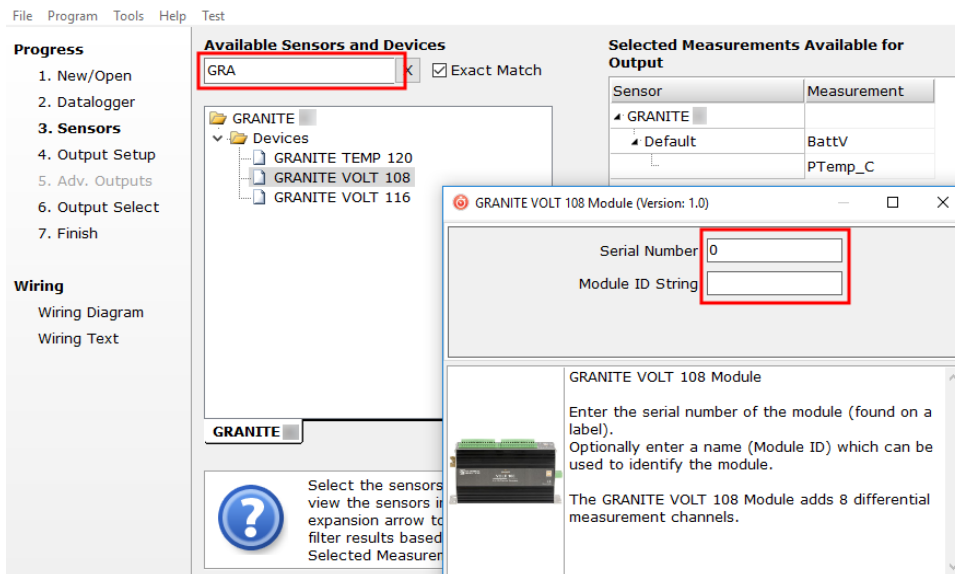 File Program Tools Help Test
Progress
1. New/Open
2. Datalogger
3. Sensors
4. Output Setup
5. Adv. Outputs
6. Output Select
7. Finish
Wiring
Wiring Diagram
Wiring Text
Available Sensors and Devices
GRA
X
Exact Match
GRANITE
Devices
GRANITE TEMP 120
GRANITE VOLT 108
GRANITE VOLT 116
GRANITE
Select the sensors
view the sensors
expansion arrow to
filter results based
Selected Measurer
Selected Measurements Available for
Output
Sensor Measurement
GRANITE
Default BattV
PTemp_C
GRANITE VOLT 108 Module (Version: 1.0)
Serial Number 0
Module ID String
GRANITE VOLT 108 Module
Enter the serial number of the module (found on a
label).
Optionally enter a name (Module ID) which can be
used to identify the module.
The GRANITE VOLT 108 Module adds 8 differential
measurement channels.